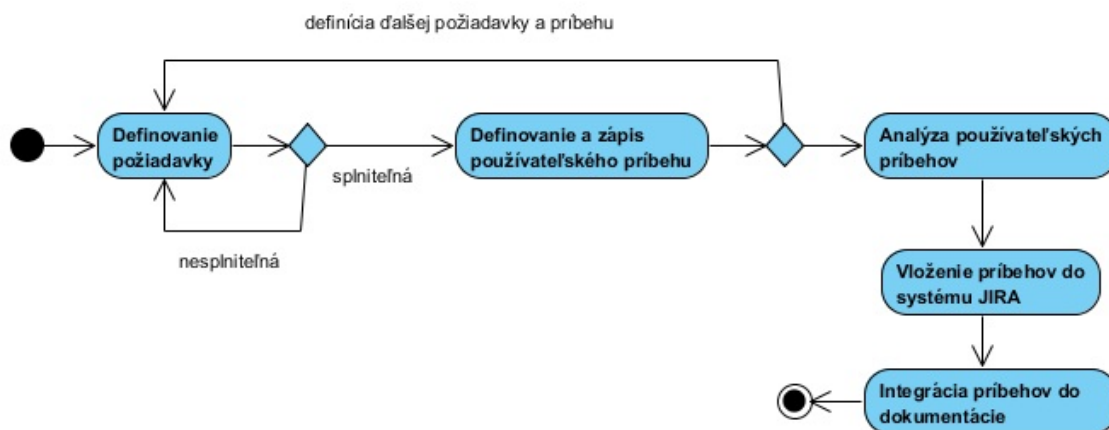 definícia ďalšej požiadavky a príbehu
Definovanie
požiadavky
splniteľná
nesplniteľná
Definovanie a zápis
používateľského príbehu
Analýza používateľských
príbehov
Vloženie príbehov do
systému JIRA
Integrácia príbehov do
dokumentácie